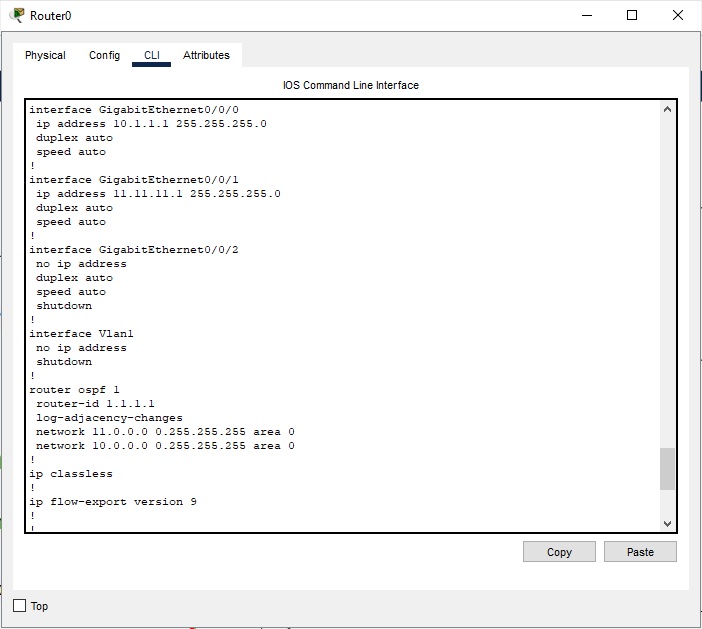 Router0
Physical Config CLI Attributes
IOS Command Line Interface
interface GigabitEthernet0/0/0
 ip address 10.1.1.1 255.255.255.0
 duplex auto
 speed auto
!
interface GigabitEthernet0/0/1
 ip address 11.11.11.1 255.255.255.0
 duplex auto
 speed auto
!
interface GigabitEthernet0/0/2
 no ip address
 duplex auto
 speed auto
 shutdown
!
interface Vlan1
 no ip address
 shutdown
!
router ospf 1
 router-id 1.1.1.1
 log-adjacency-changes
 network 11.0.0.0 0.255.255.255 area 0
 network 10.0.0.0 0.255.255.255 area 0
!
ip classless
!
ip flow-export version 9
!
!
Copy Paste
Top